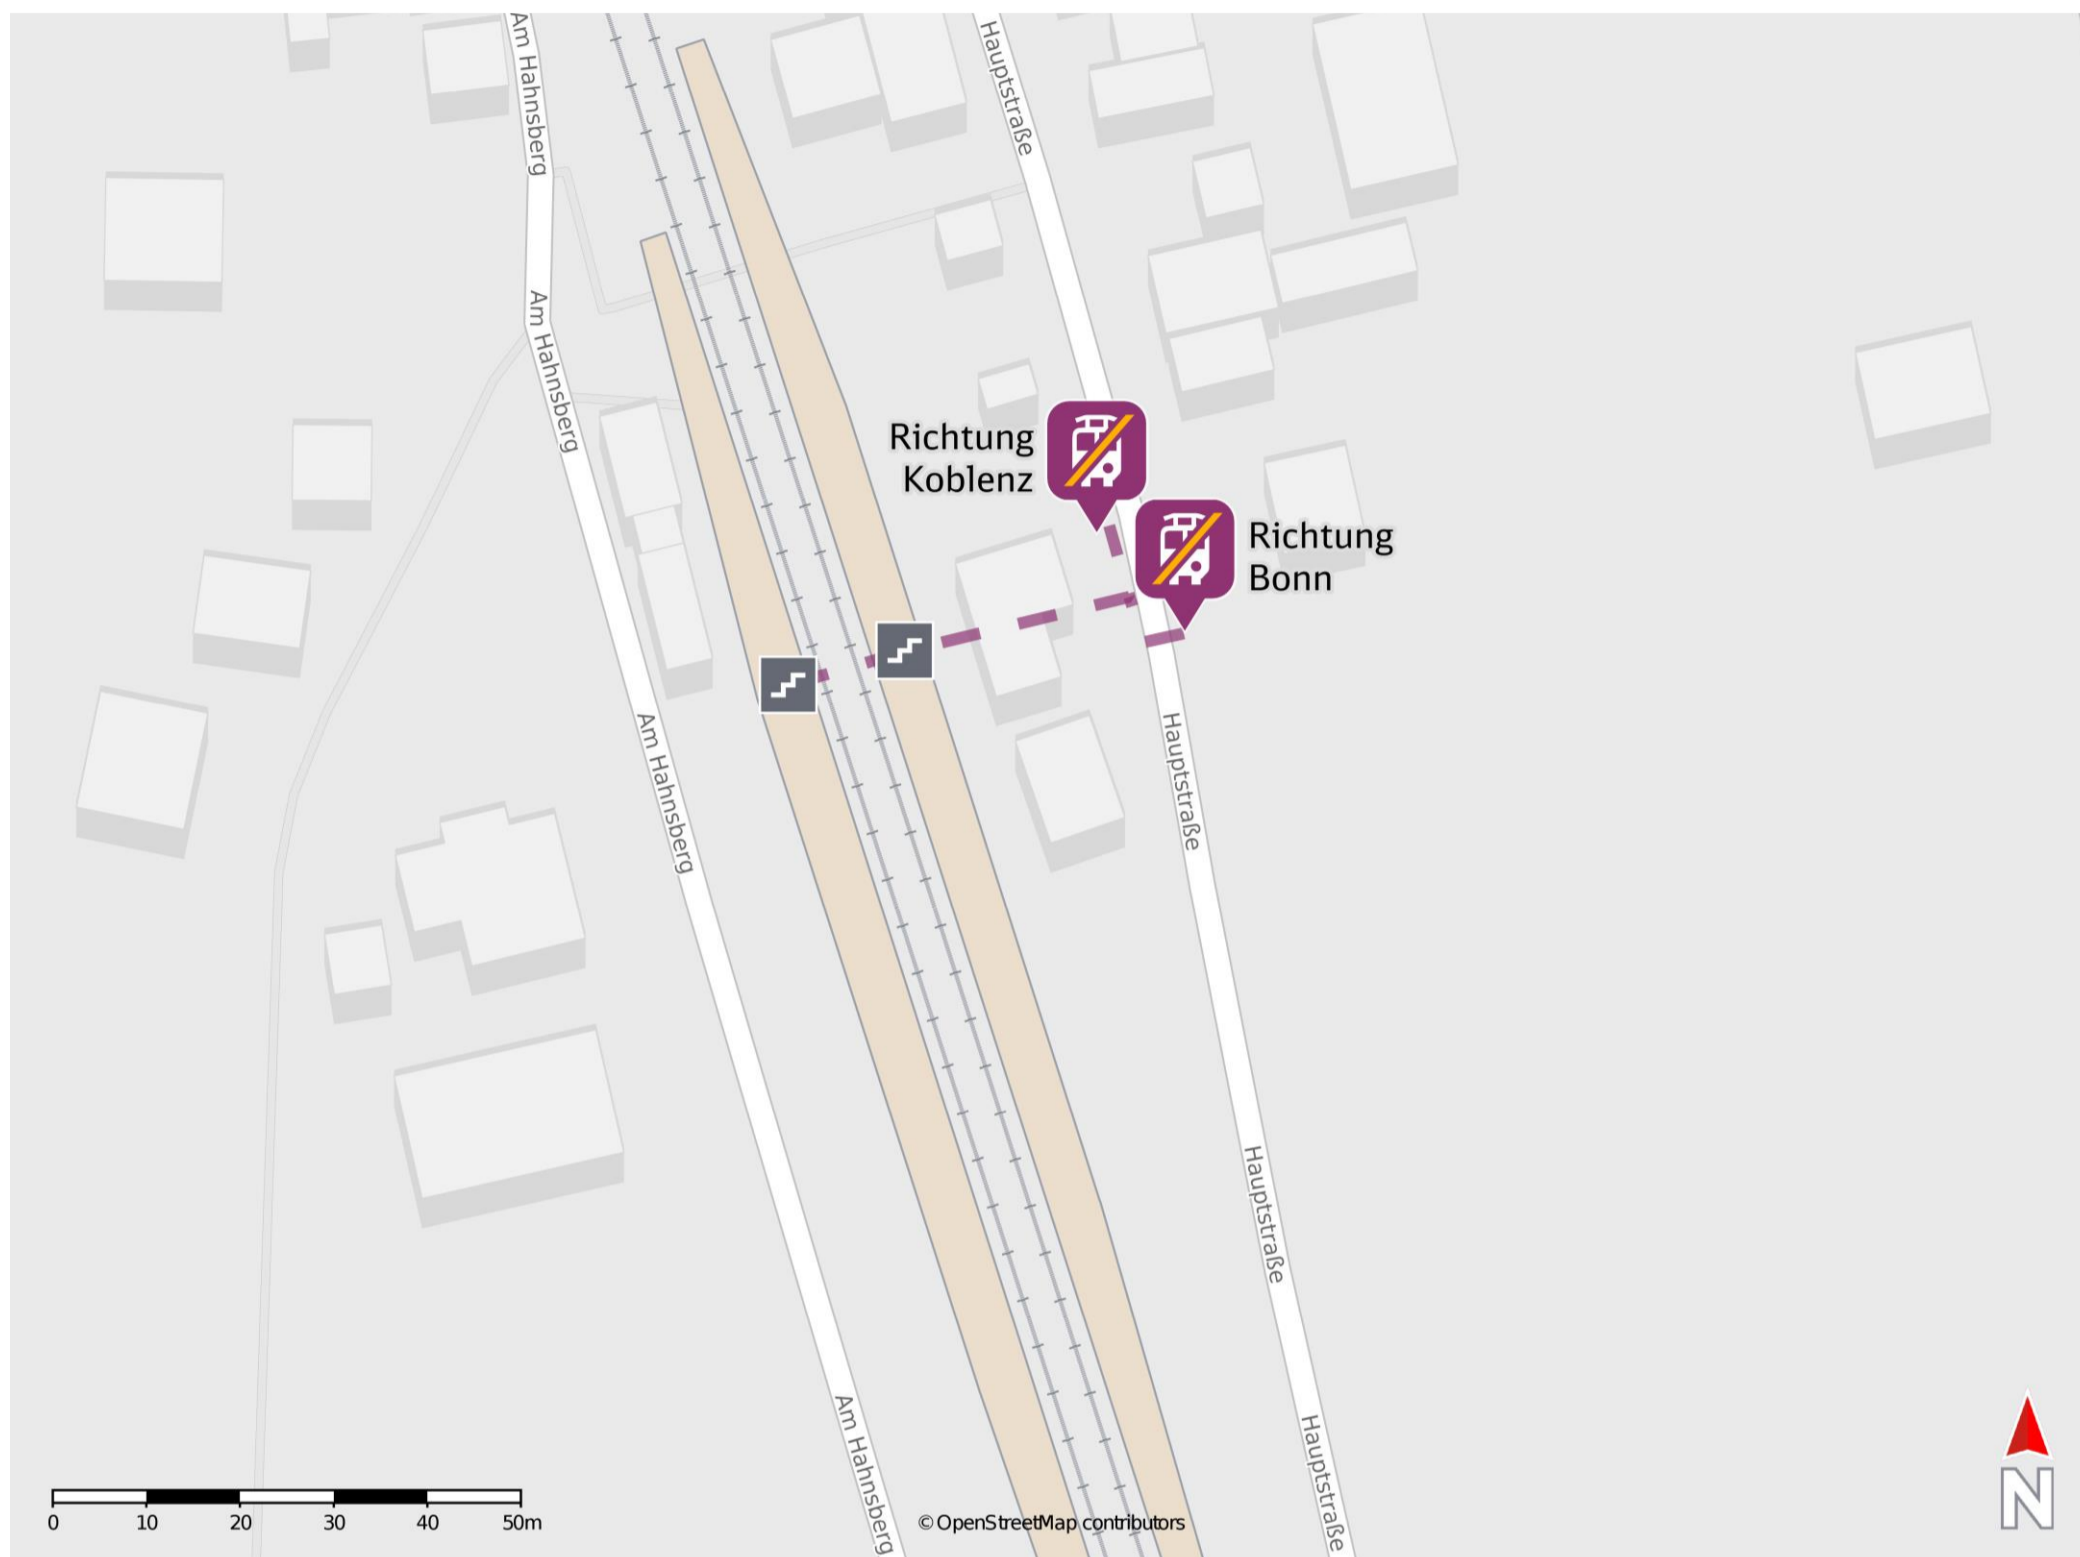 Am Hahnsberg
Hauptstraße
Am Hahnsberg
Richtung
Koblenz
Richtung
Bonn
Am Hahnsberg
Hauptstraße
Hauptstraße
Am Hahnsberg
Hauptstraße
0 10 20 30 40 50m
© OpenStreetMap contributors
N